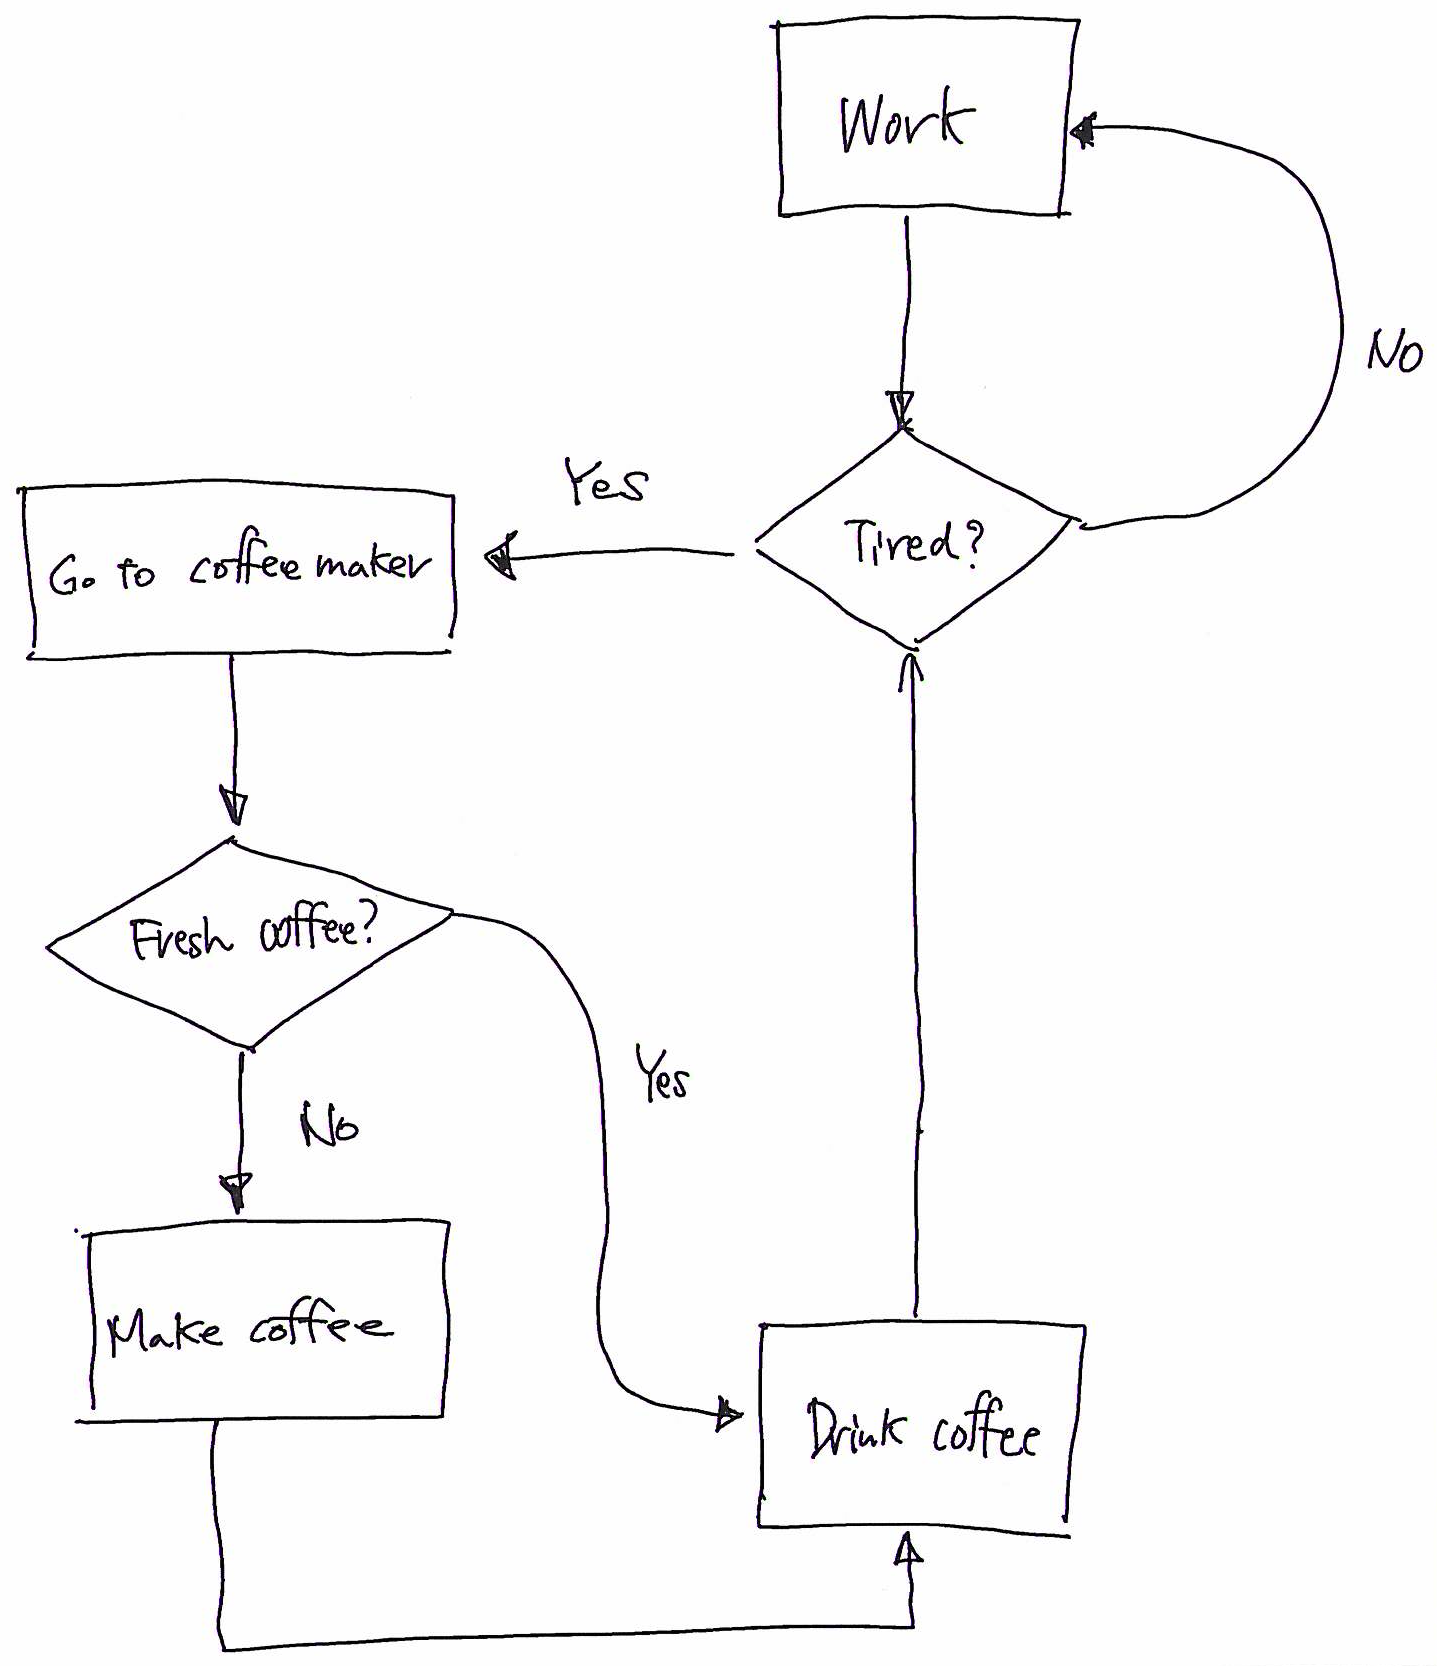 Work
No
Yes
Tired?
Go to coffee maker
Fresh coffee?
Yes
No
Make coffee
Drink coffee